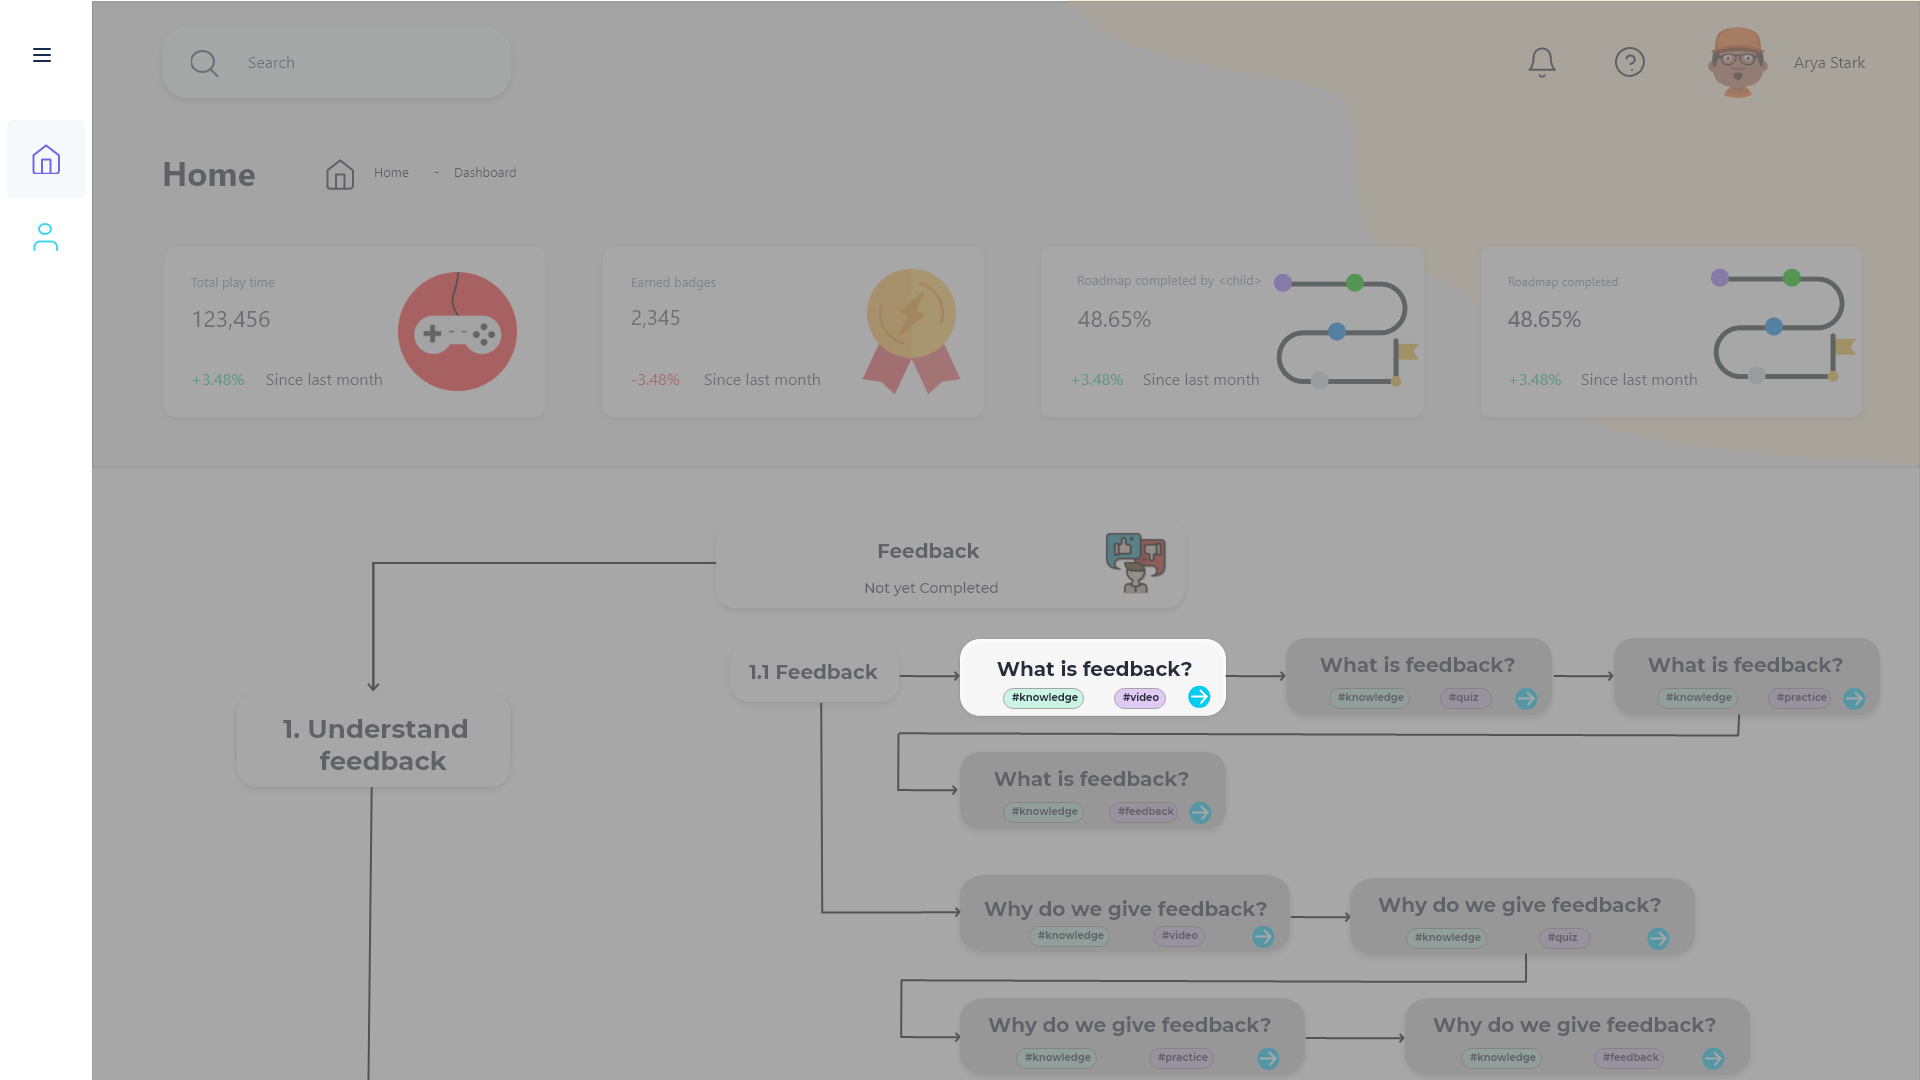 Search
Arya Stark
Home
Home - Dashboard
Total play time
123,456
+3.48% Since last month
Earned badges
2,345
-3.48% Since last month
Roadmap completed by <child>
48.65%
+3.48% Since last month
Roadmap completed
48.65%
+3.48% Since last month
Feedback
Not yet Completed
1. Understand
feedback
1.1 Feedback
What is feedback?
#knowledge #video
What is feedback?
#knowledge #quiz
What is feedback?
#knowledge #practice
What is feedback?
#knowledge #feedback
Why do we give feedback?
#knowledge #video
Why do we give feedback?
#knowledge #quiz
Why do we give feedback?
#knowledge #practice
Why do we give feedback?
#knowledge #feedback